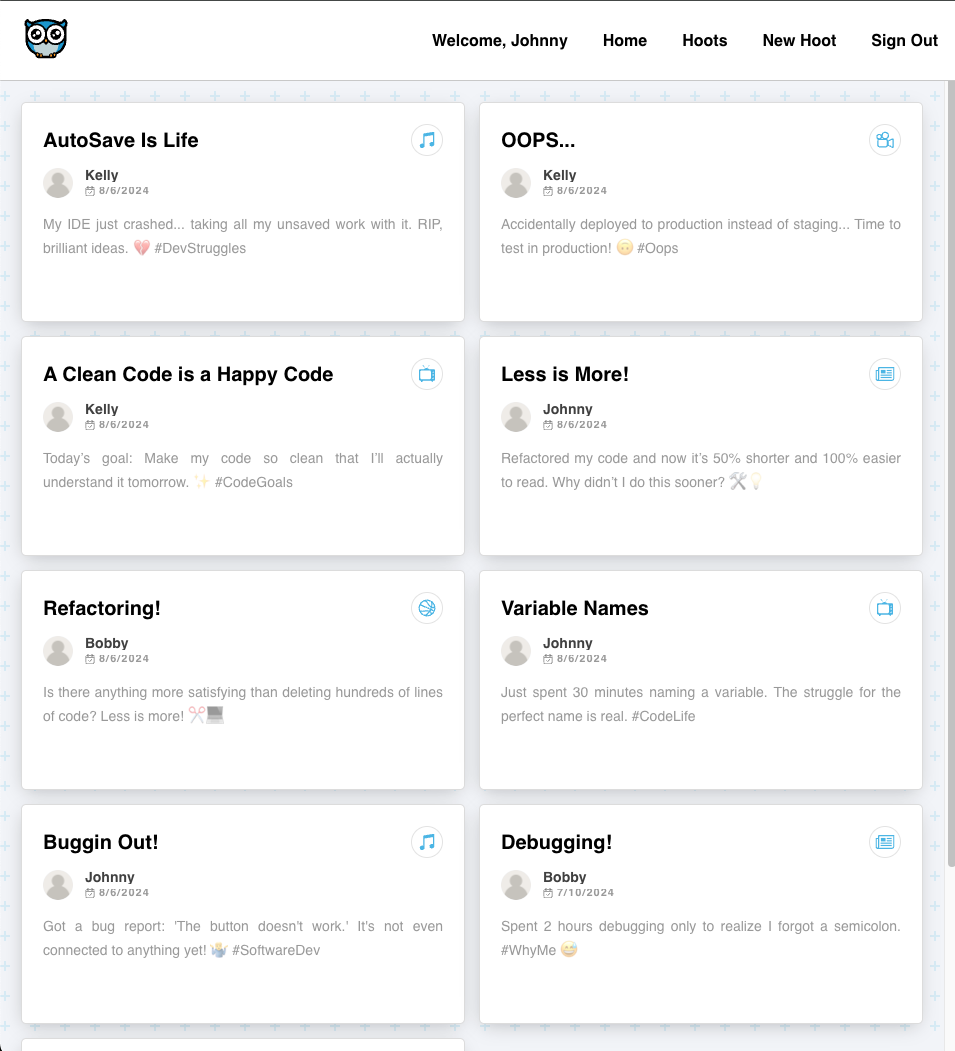 Welcome, Johnny Home Hoots New Hoot Sign Out
AutoSave Is Life
Kelly
8/6/2024
My IDE just crashed... taking all my unsaved work with it. RIP,
brilliant ideas. 💔 #DevStruggles
OOPS...
Kelly
8/6/2024
Accidentally deployed to production instead of staging... Time to
test in production! 🙃 #Oops
A Clean Code is a Happy Code
Kelly
8/6/2024
Today’s goal: Make my code so clean that I’ll actually
understand it tomorrow. ✨ #CodeGoals
Less is More!
Johnny
8/6/2024
Refactored my code and now it’s 50% shorter and 100% easier
to read. Why didn’t I do this sooner? 🛠️💡
Refactoring!
Bobby
8/6/2024
Is there anything more satisfying than deleting hundreds of lines
of code? Less is more! ✂️💻
Variable Names
Johnny
8/6/2024
Just spent 30 minutes naming a variable. The struggle for the
perfect name is real. #CodeLife
Buggin Out!
Johnny
8/6/2024
Got a bug report: 'The button doesn't work.' It's not even
connected to anything yet! 🤷‍♂️ #SoftwareDev
Debugging!
Bobby
7/10/2024
Spent 2 hours debugging only to realize I forgot a semicolon.
#WhyMe 😅